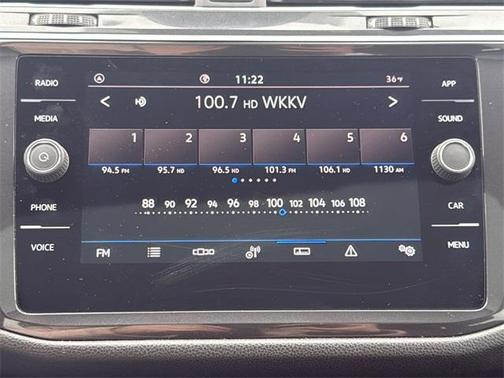 RADIO
MEDIA
PHONE
VOICE
11:22
36°F
100.7 HD WKKV
1 2 3 4 5 6
94.5 FM 95.7 HD 96.5 HD 101.3 FM 106.1 HD 1130 AM
88 90 92 94 96 98 100 102 104 106 108
FM
APP
SOUND
CAR
MENU